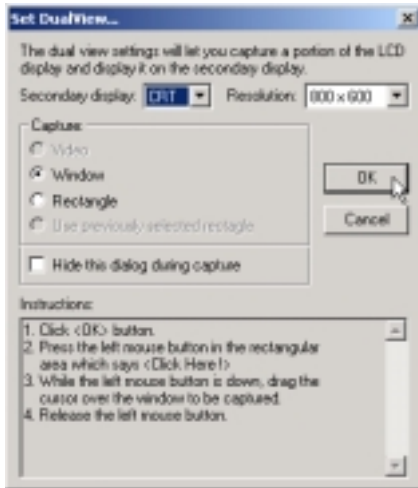 Set DualView...
The dual view settings will let you capture a portion of the LCD
display and display it on the secondary display.
Secondary display: CRT Resolution: 800 x 600
Capture
Video
Window
Rectangle
Use previously selected rectagle
Hide this dialog during capture
OK
Cancel
Instructions:
1. Click <OK> button.
2. Press the left mouse button in the rectangular
area which says <Click Here!>
3. While the left mouse button is down, drag the
cursor over the window to be captured.
4. Release the left mouse button.